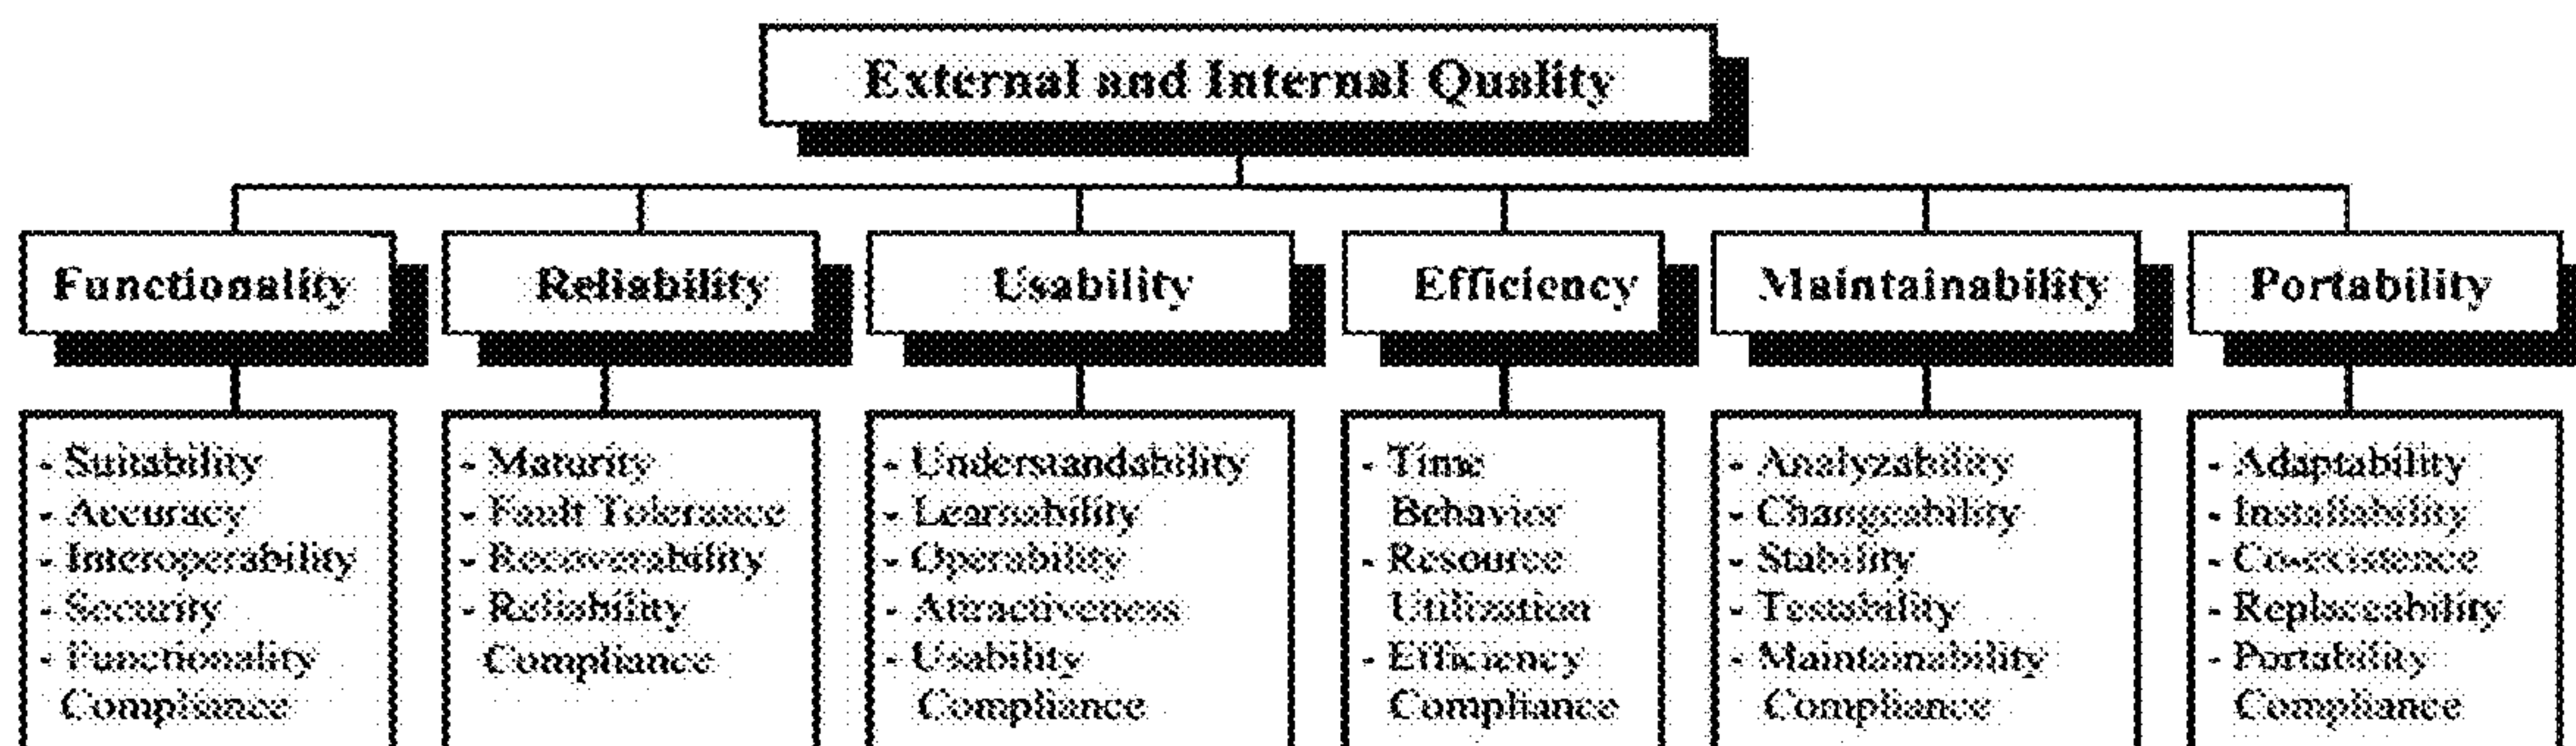 External and Internal Quality
Functionality
Reliability
Usability
Efficiency
Maintainability
Portability
- Suitability
- Accuracy
- Interoperability
- Security
- Functionality
Compliance
- Maturity
- Fault Tolerance
- Recoverability
- Reliability
Compliance
- Understandability
- Learnability
- Operability
- Attractiveness
- Usability
Compliance
- Time
Behavior
- Resource
Utilization
- Efficiency
Compliance
- Analyzability
- Changeability
- Stability
- Testability
- Maintainability
Compliance
- Adaptability
- Installability
- Co-existence
- Replaceability
- Portability
Compliance